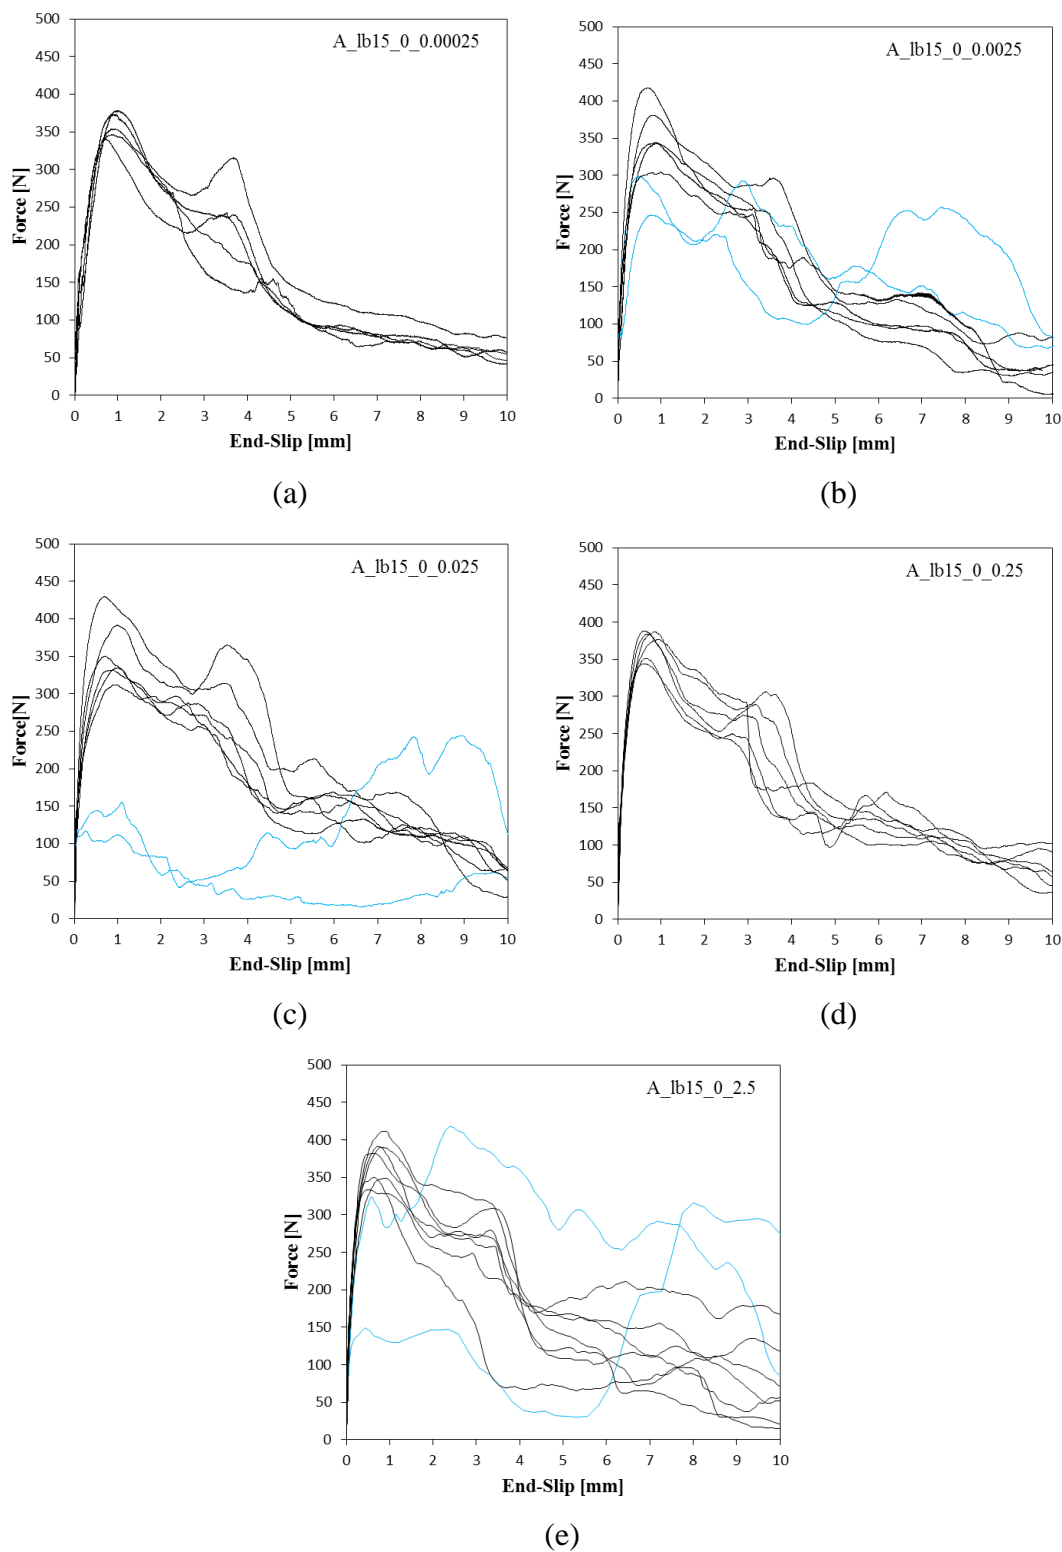 A_lb15_0_0.00025
500
450
400
350
300
250
200
150
100
50
0
Force [N]
0 1 2 3 4 5 6 7 8 9 10
End-Slip [mm]
(a)
A_lb15_0_0.0025
500
450
400
350
300
250
200
150
100
50
0
Force [N]
0 1 2 3 4 5 6 7 8 9 10
End-Slip [mm]
(b)
A_lb15_0_0.025
500
450
400
350
300
250
200
150
100
50
0
Force[N]
0 1 2 3 4 5 6 7 8 9 10
End-Slip [mm]
(c)
A_lb15_0_0.25
500
450
400
350
300
250
200
150
100
50
0
Force [N]
0 1 2 3 4 5 6 7 8 9 10
End-Slip [mm]
(d)
A_lb15_0_2.5
500
450
400
350
300
250
200
150
100
50
0
Force [N]
0 1 2 3 4 5 6 7 8 9 10
End-Slip [mm]
(e)